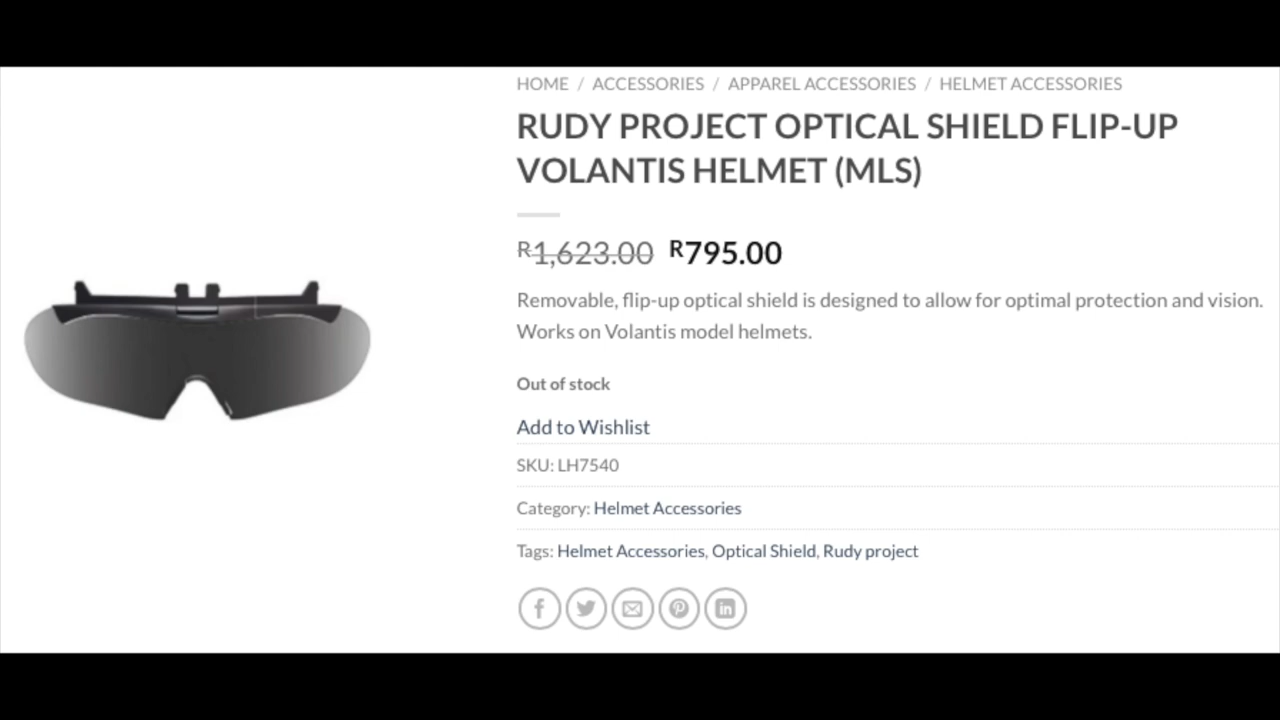 HOME / ACCESSORIES / APPAREL ACCESSORIES / HELMET ACCESSORIES
RUDY PROJECT OPTICAL SHIELD FLIP-UP
VOLANTIS HELMET (MLS)
R1,623.00 R795.00
Removable, flip-up optical shield is designed to allow for optimal protection and vision.
Works on Volantis model helmets.
Out of stock
Add to Wishlist
SKU: LH7540
Category: Helmet Accessories
Tags: Helmet Accessories, Optical Shield, Rudy project